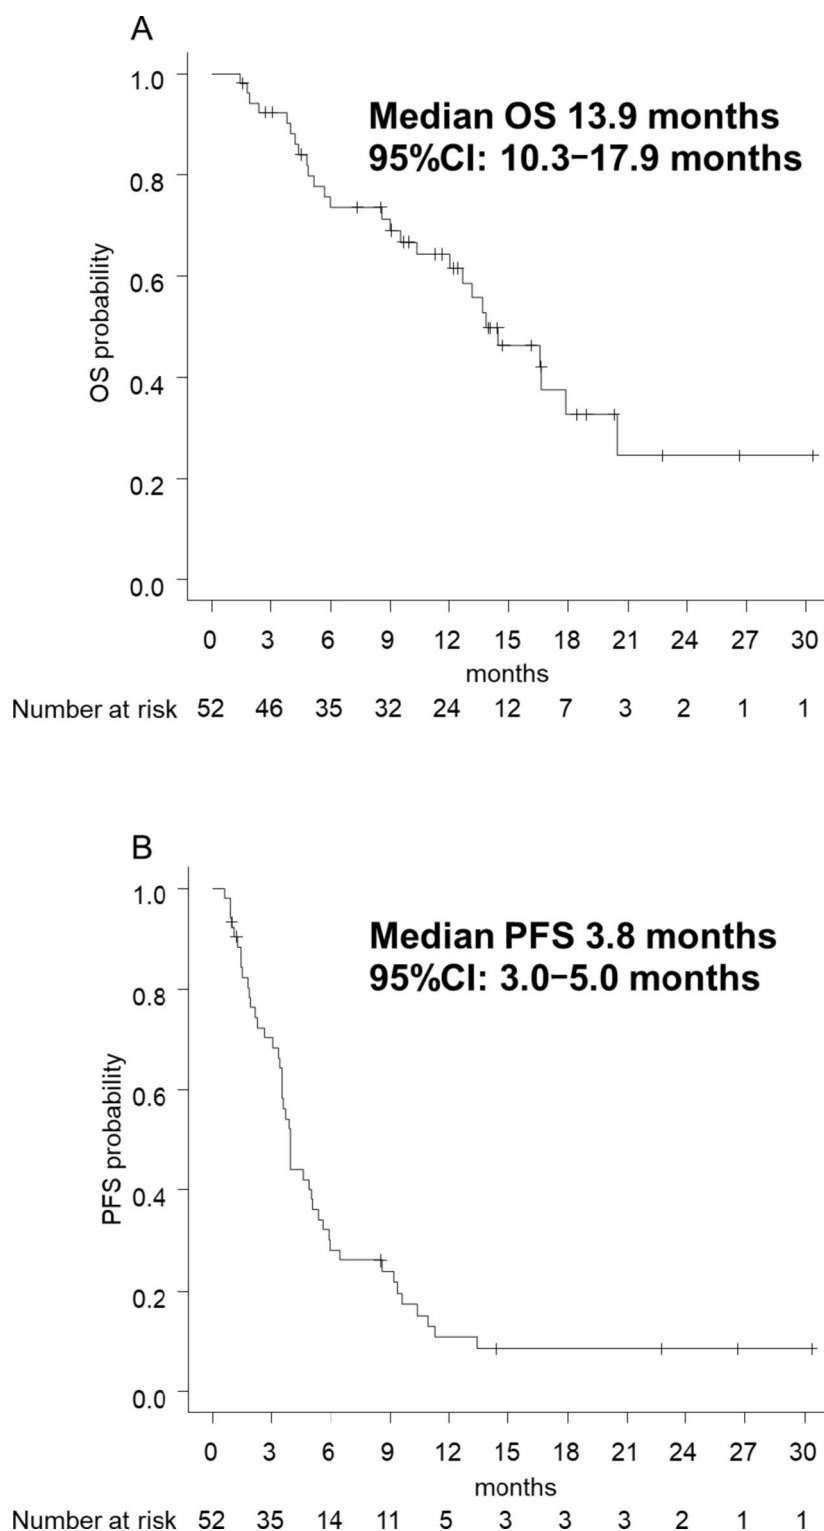 A
Median OS 13.9 months
95%CI: 10.3−17.9 months
OS probability
1.0
0.8
0.6
0.4
0.2
0.0
0 3 6 9 12 15 18 21 24 27 30
months
Number at risk 52 46 35 32 24 12 7 3 2 1 1
B
Median PFS 3.8 months
95%CI: 3.0−5.0 months
PFS probability
1.0
0.8
0.6
0.4
0.2
0.0
0 3 6 9 12 15 18 21 24 27 30
months
Number at risk 52 35 14 11 5 3 3 3 2 1 1